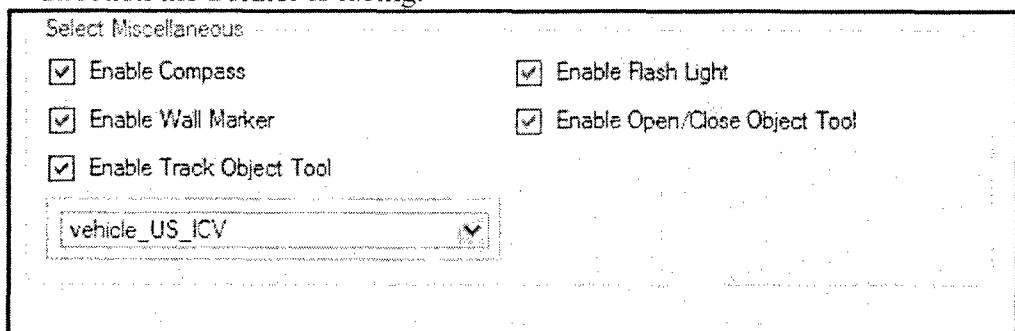 Select Miscellaneous
Enable Compass
Enable Flash Light
Enable Wall Marker
Enable Open/Close Object Tool
Enable Track Object Tool
vehicle_US_ICV